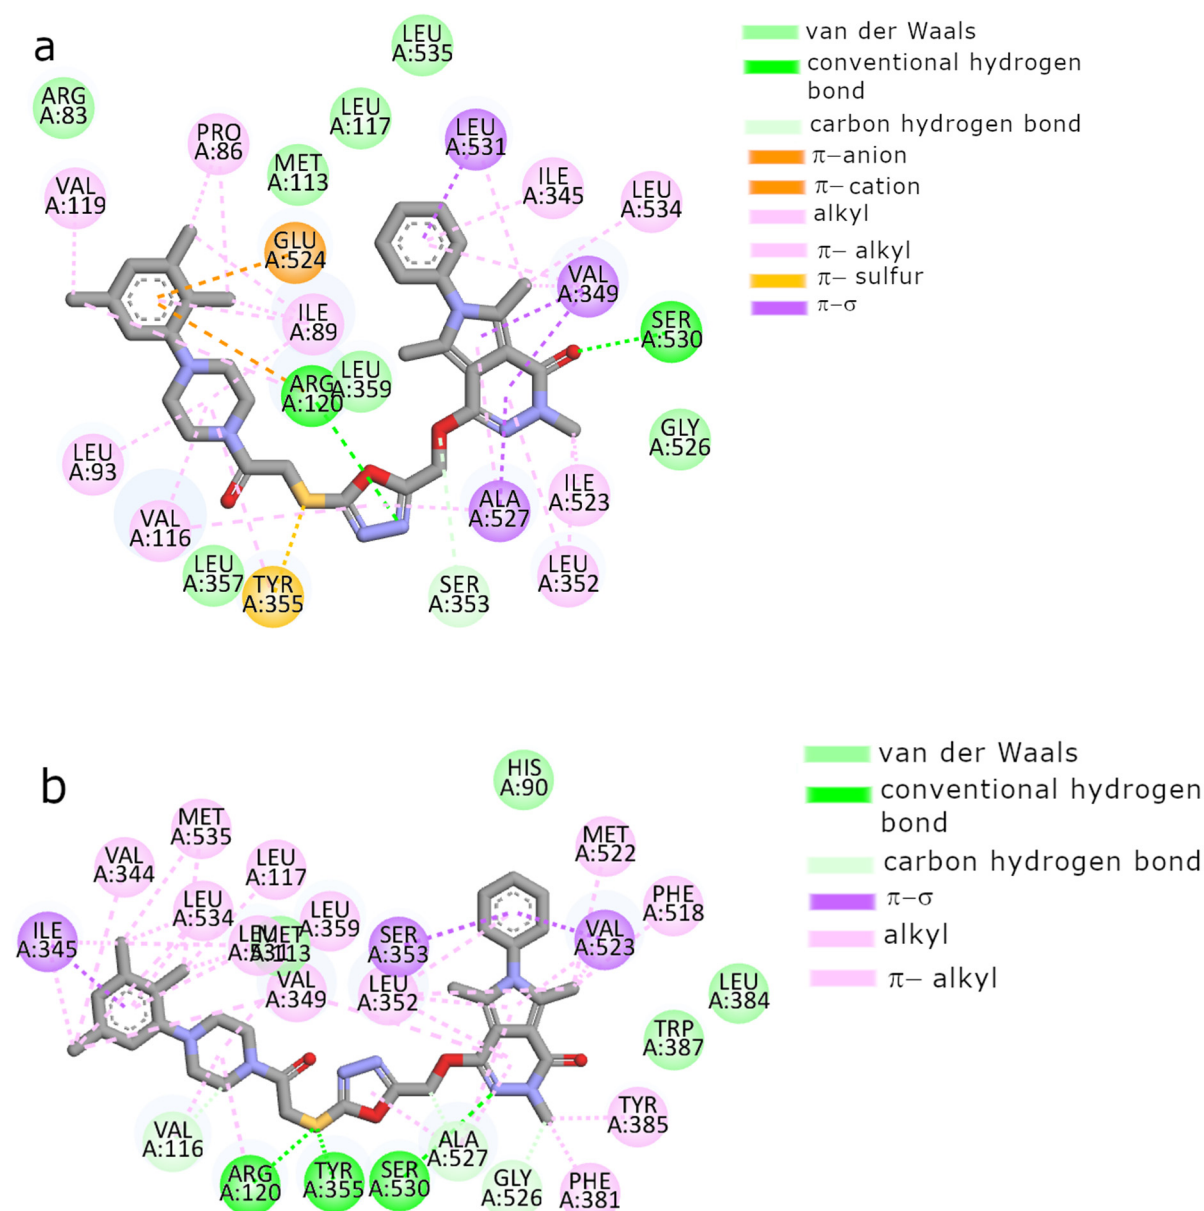 a
LEU
A:535
ARG
A:83
LEU
A:117
PRO
A:86
LEU
A:531
MET
A:113
ILE
A:345
LEU
A:534
VAL
A:119
GLU
A:524
VAL
A:349
ILE
A:89
SER
A:530
ARG
A:120
LEU
A:359
GLY
A:526
LEU
A:93
ILE
A:523
ALA
A:527
VAL
A:116
LEU
A:357
TYR
A:355
SER
A:353
LEU
A:352
van der Waals
conventional hydrogen
bond
carbon hydrogen bond
π−anion
π−cation
alkyl
π− alkyl
π− sulfur
π−σ
b
HIS
A:90
MET
A:535
MET
A:522
VAL
A:344
LEU
A:117
PHE
A:518
LEU
A:534
LEU
A:359
ILE
A:345
LEU
A:531
MET
A:113
SER
A:353
VAL
A:523
VAL
A:349
LEU
A:352
LEU
A:384
TRP
A:387
TYR
A:385
VAL
A:116
ALA
A:527
ARG
A:120
TYR
A:355
SER
A:530
GLY
A:526
PHE
A:381
van der Waals
conventional hydrogen
bond
carbon hydrogen bond
π−σ
alkyl
π− alkyl